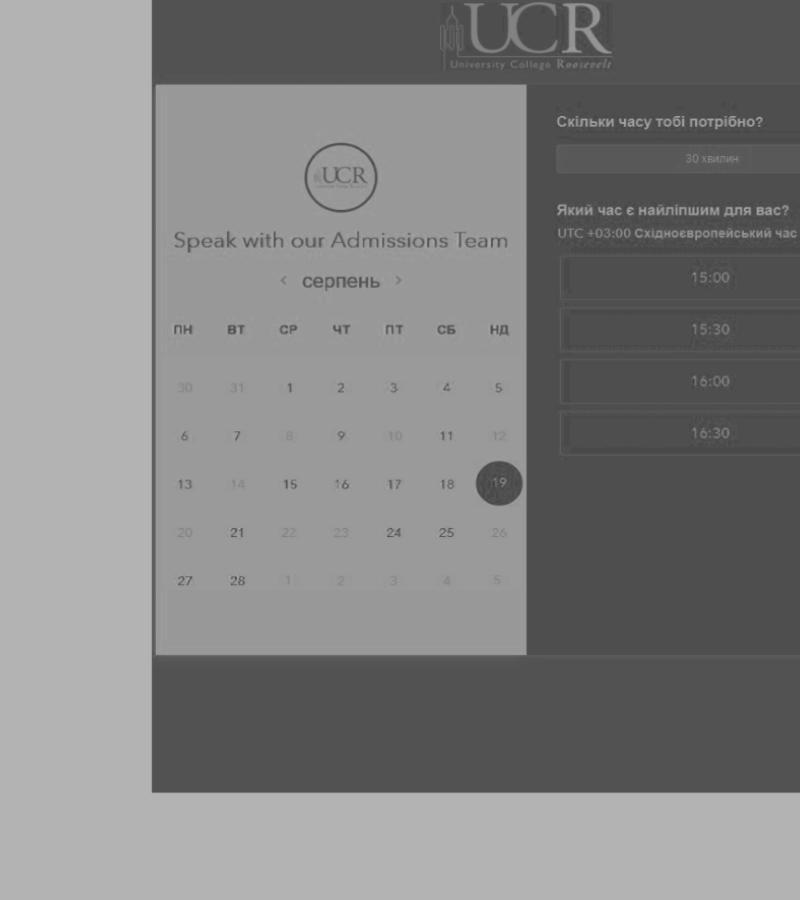 UCR
University College Roosevelt
UCR
Speak with our Admissions Team
< серпень >
ПН ВТ СР ЧТ ПТ СБ НД
30 31 1 2 3 4 5
6 7 8 9 10 11 12
13 14 15 16 17 18 19
20 21 22 23 24 25 26
27 28 1 2 3 4 5
Скільки часу тобі потрібно?
30 хвилин
Який час є найліпшим для вас?
UTC +03:00 Східноєвропейський час
15:00
15:30
16:00
16:30